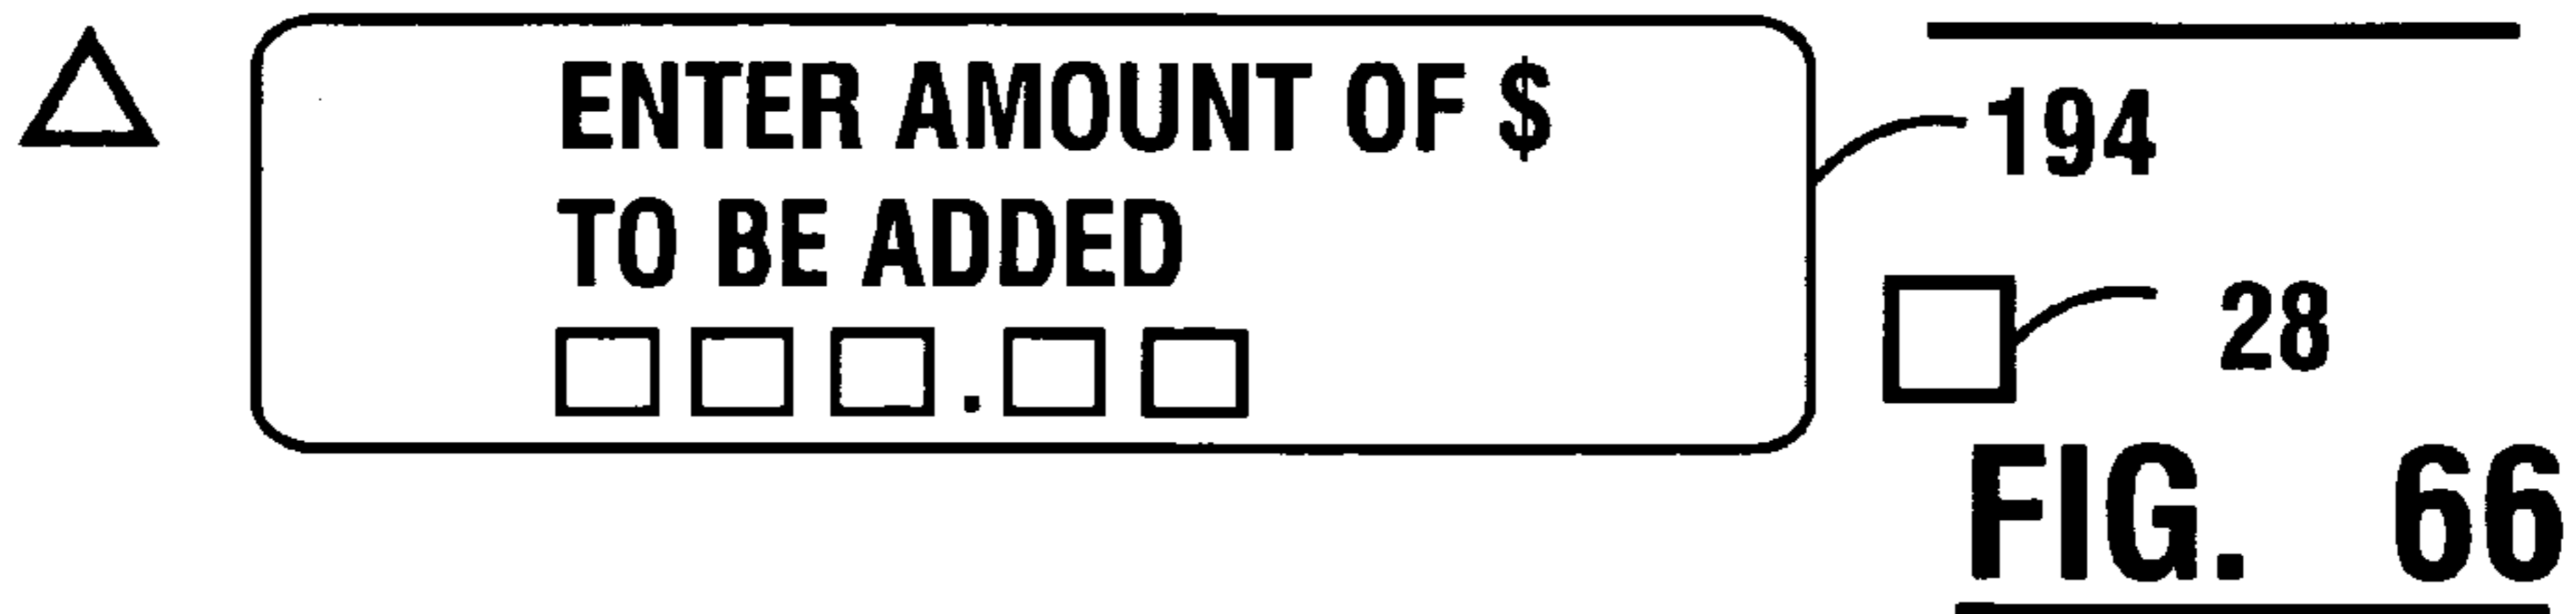 ENTER AMOUNT OF $
TO BE ADDED
.
194
28
FIG. 66